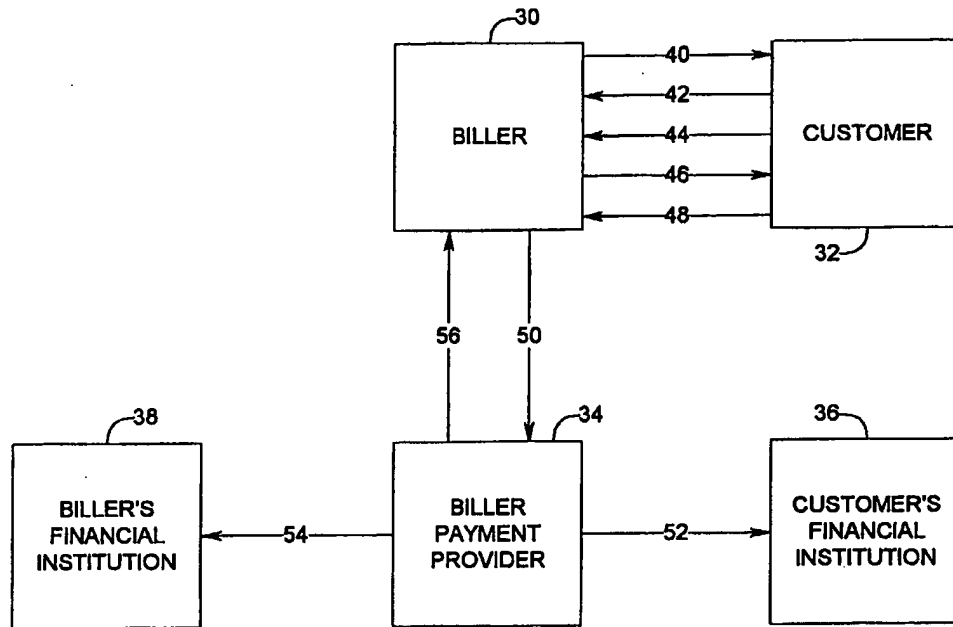 30
40
42
BILLER
44
CUSTOMER
46
48
32
56
50
38
34
36
BILLER'S
FINANCIAL
INSTITUTION
54
BILLER
PAYMENT
PROVIDER
52
CUSTOMER'S
FINANCIAL
INSTITUTION